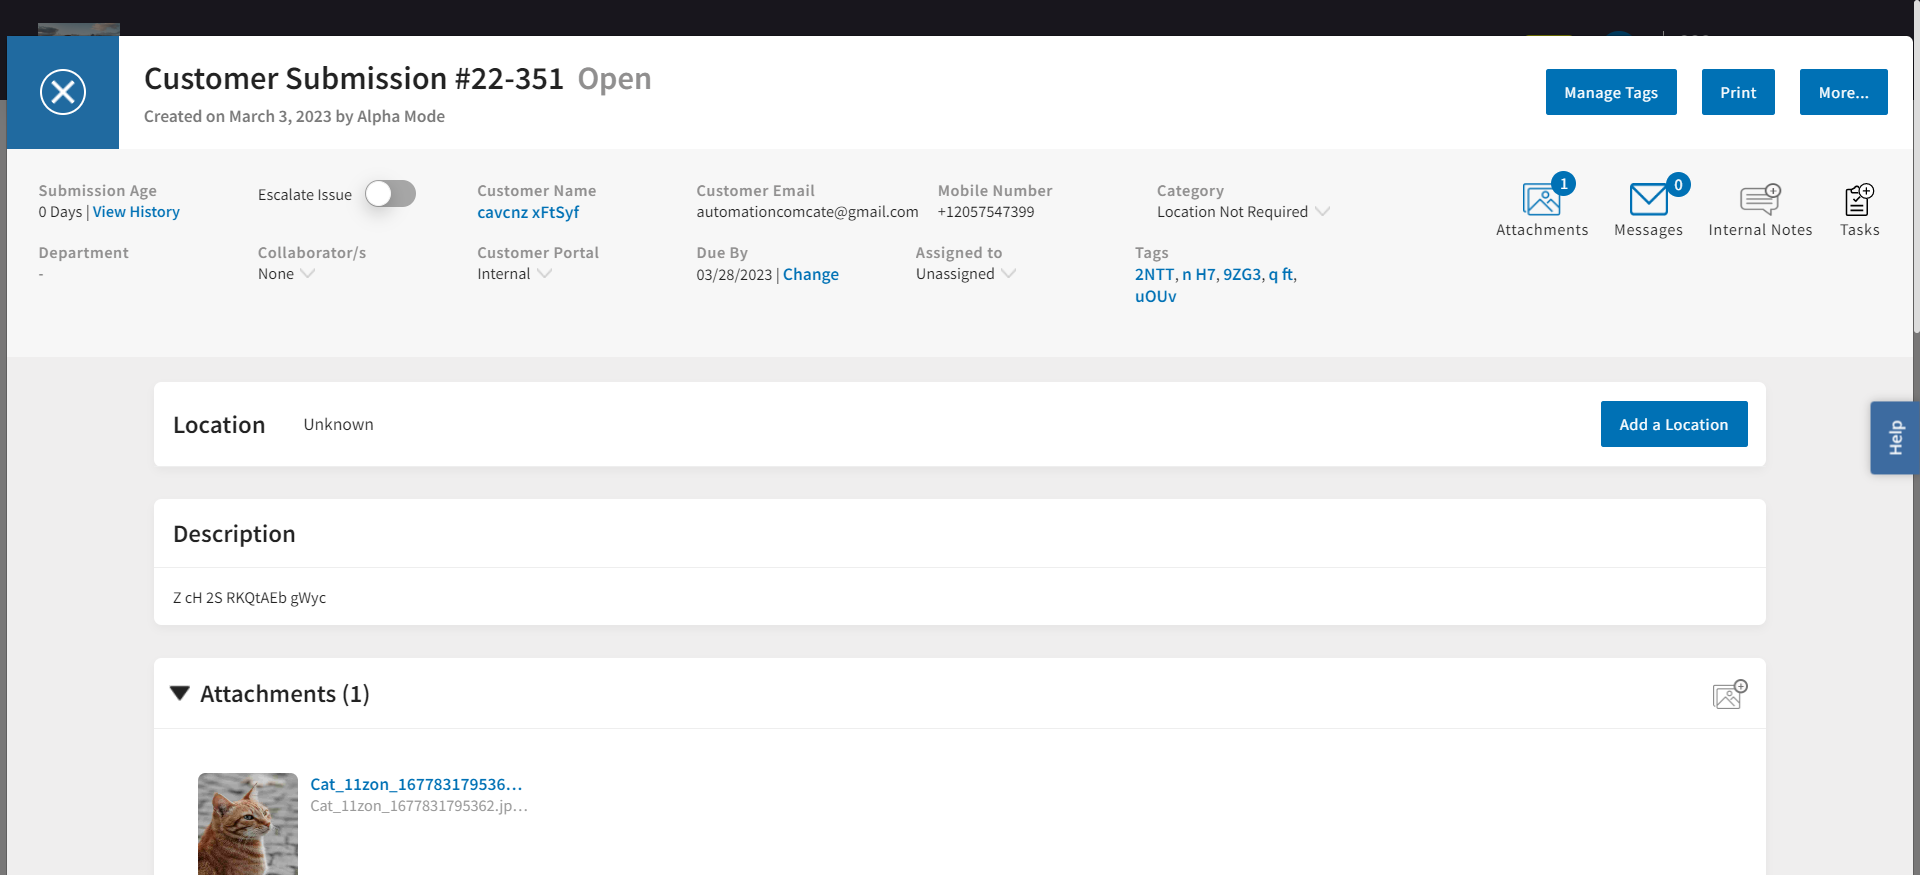 Customer Submission #22-351 Open
Created on March 3, 2023 by Alpha Mode
Manage Tags
Print
More...
Submission Age
0 Days | View History
Escalate Issue
Customer Name
cavcnz xFtSyf
Customer Email
automationcomcate@gmail.com
Mobile Number
+12057547399
Category
Location Not Required
1
Attachments
0
Messages
Internal Notes
Tasks
Department
-
Collaborator/s
None
Customer Portal
Internal
Due By
03/28/2023 | Change
Assigned to
Unassigned
Tags
2NTT, n H7, 9ZG3, q ft,
uOUv
Location
Unknown
Add a Location
Help
Description
Z cH 2S RKQtAEb gWyc
Attachments (1)
Cat_11zon_167783179536...
Cat_11zon_1677831795362.jp...